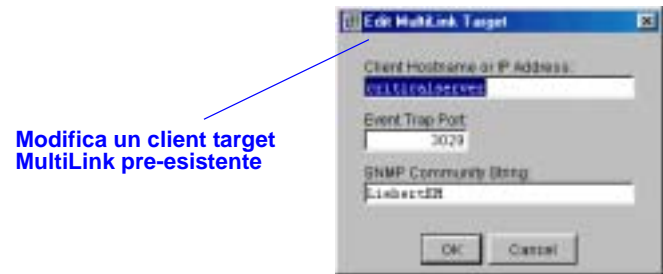 Edit MultiLink Target
Client Hostname or IP Address:
criticalserver
Event Trap Port:
3029
SNMP Community String:
LiebertEM
OK Cancel
Modifica un client target
MultiLink pre-esistente